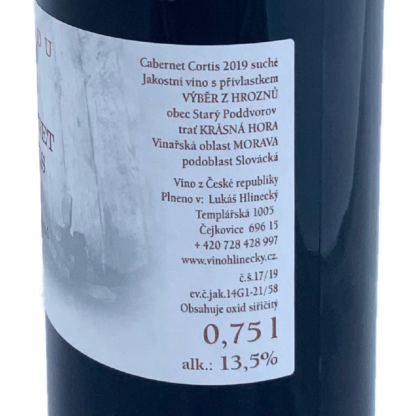 Cabernet Cortis 2019 suché
Jakostní víno s přívlastkem
VÝBĚR Z HROZNŮ
obec Starý Poddvorov
trať KRÁSNÁ HORA
Vinařská oblast MORAVA
podoblast Slovácká
Víno z České republiky
Plneno v: Lukáš Hlinecký
Templářská 1005
Čejkovice 696 15
+ 420 728 428 997
www.vinohlinecky.cz
č.š.17/19
ev.č.jak.14G1-21/58
Obsahuje oxid siřičitý
0,75 l
alk.: 13,5%